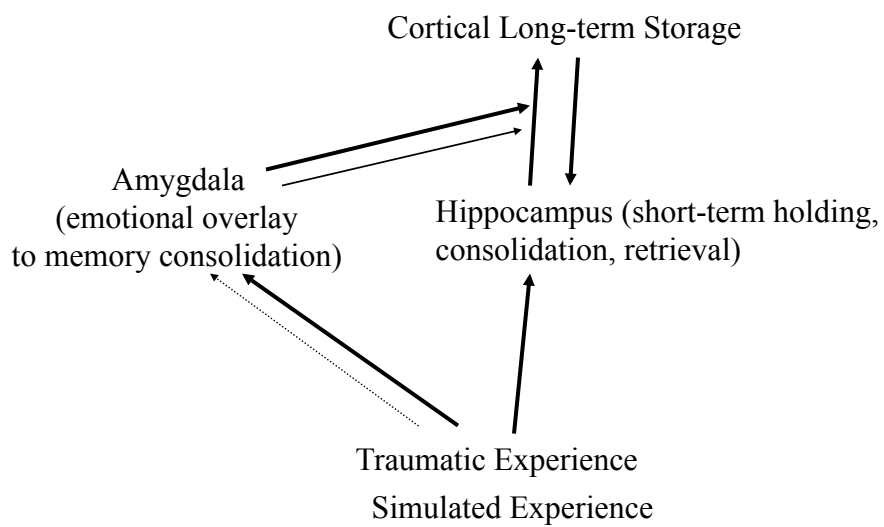 Cortical Long-term Storage
Amygdala
(emotional overlay
to memory consolidation)
Hippocampus (short-term holding,
consolidation, retrieval)
Traumatic Experience
Simulated Experience